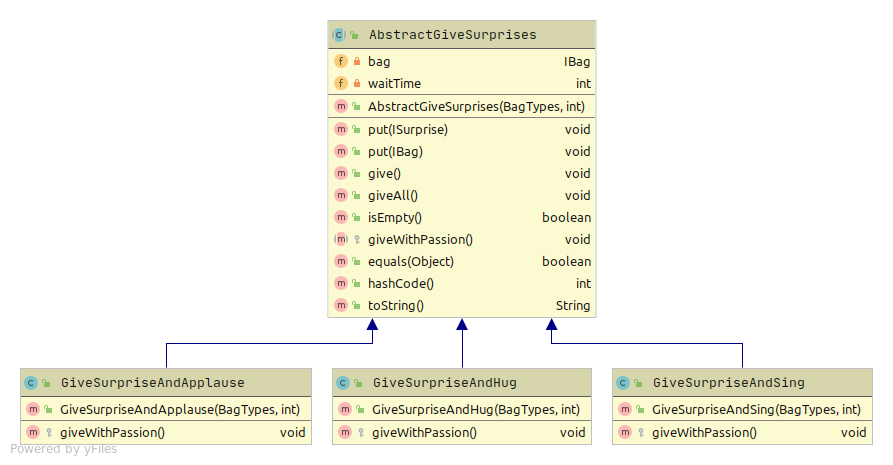 AbstractGiveSurprises
bag IBag
waitTime int
AbstractGiveSurprises(BagTypes, int)
put(ISurprise) void
put(IBag) void
give() void
giveAll() void
isEmpty() boolean
giveWithPassion() void
equals(Object) boolean
hashCode() int
toString() String
GiveSurpriseAndApplause
GiveSurpriseAndApplause(BagTypes, int)
giveWithPassion() void
GiveSurpriseAndHug
GiveSurpriseAndHug(BagTypes, int)
giveWithPassion() void
GiveSurpriseAndSing
GiveSurpriseAndSing(BagTypes, int)
giveWithPassion() void
Powered by yFiles